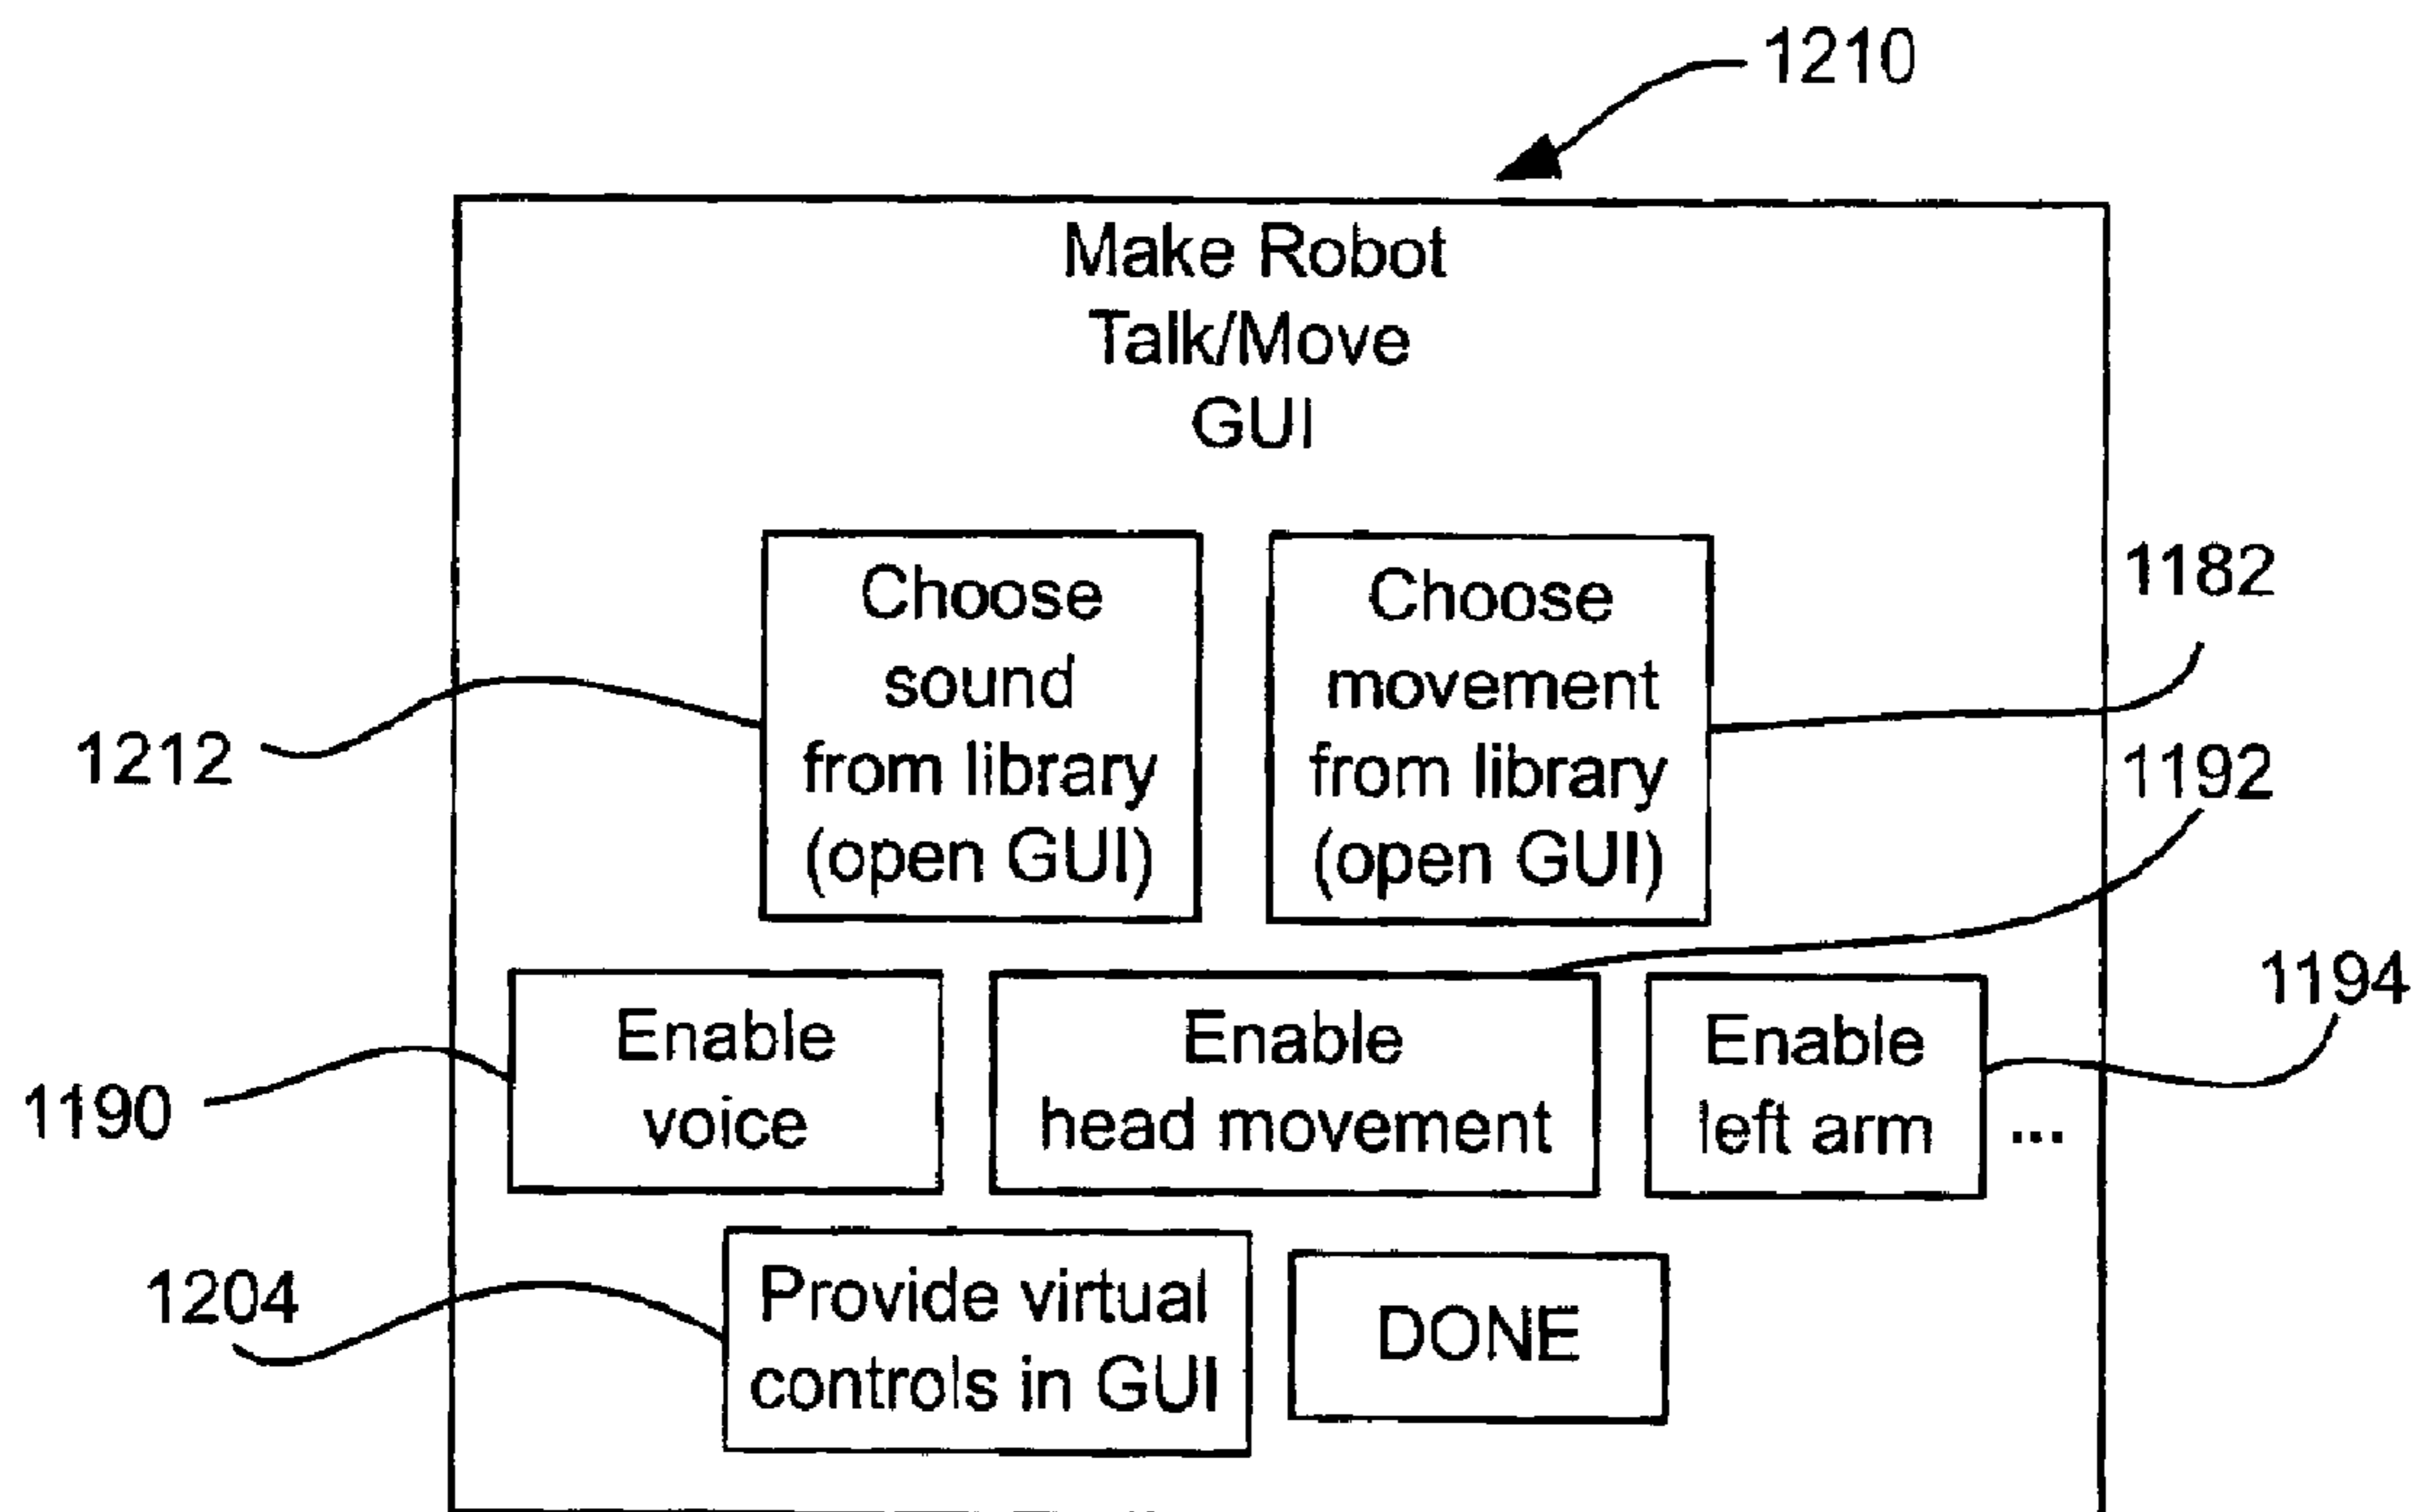 1210
Make Robot
Talk/Move
GUI
Choose
sound
from library
(open GUI)
Choose
movement
from library
(open GUI)
1182
1212
1192
Enable
voice
Enable
head movement
Enable
left arm
...
1194
1190
Provide virtual
controls in GUI
DONE
1204